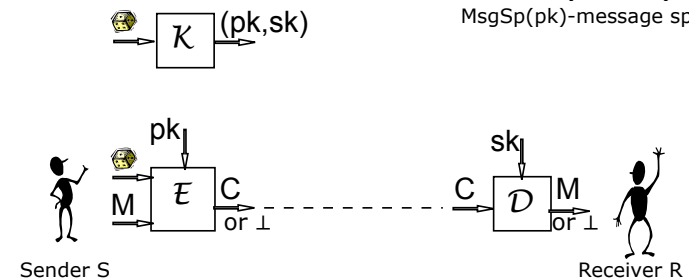 K (pk,sk)
MsgSp(pk)-message sp
pk
sk
M E C
or ⊥
C D M
or ⊥
Sender S
Receiver R